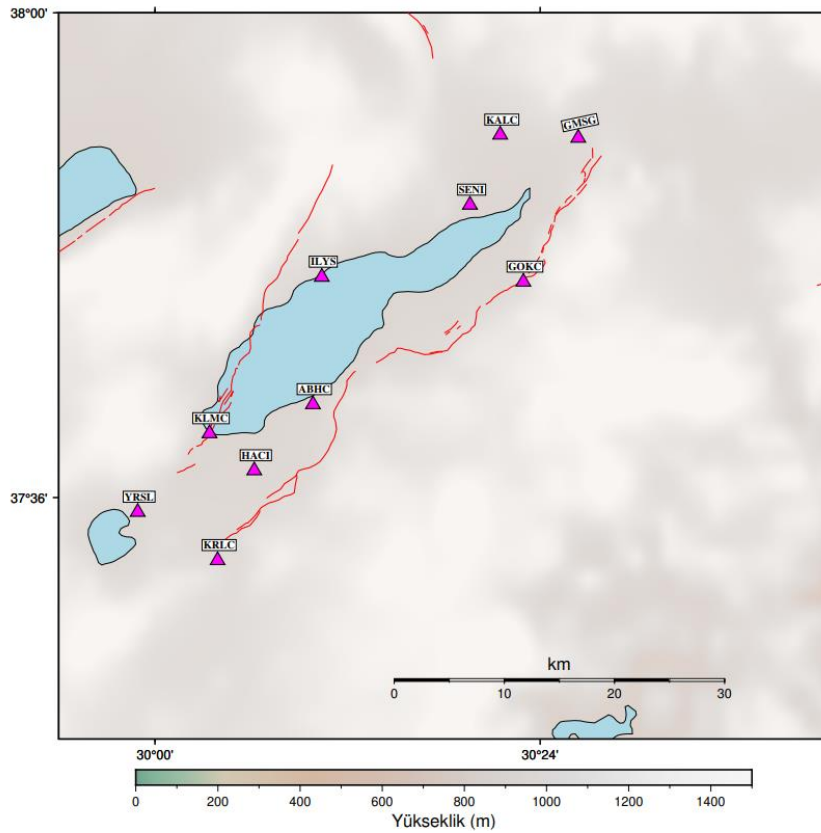 38°00'
KALC
GMSG
SENI
ILYS
GOKC
ABHC
KLMC
HACI
37°36'
YRSL
KRLC
km
0 10 20 30
30°00' 30°24'
0 200 400 600 800 1000 1200 1400
Yükseklik (m)